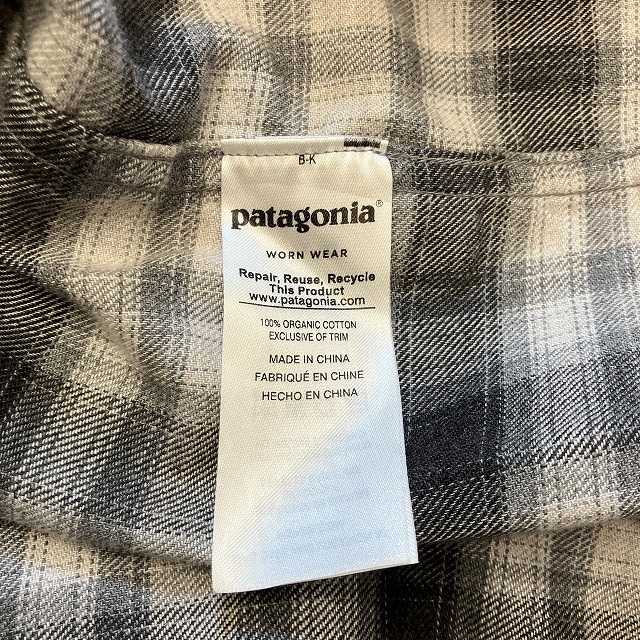 B-K
patagonia®
WORN WEAR
Repair, Reuse, Recycle
This Product
www.patagonia.com
100% ORGANIC COTTON
EXCLUSIVE OF TRIM
MADE IN CHINA
FABRIQUÉ EN CHINE
HECHO EN CHINA